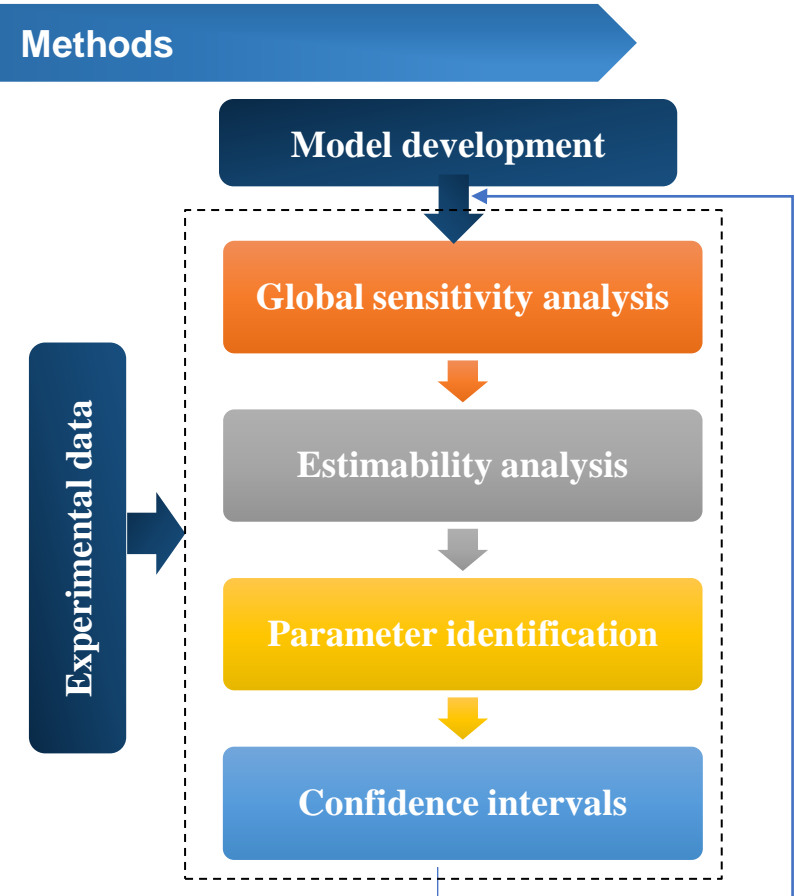 Methods
Model development
Global sensitivity analysis
Estimability analysis
Experimental data
Parameter identification
Confidence intervals